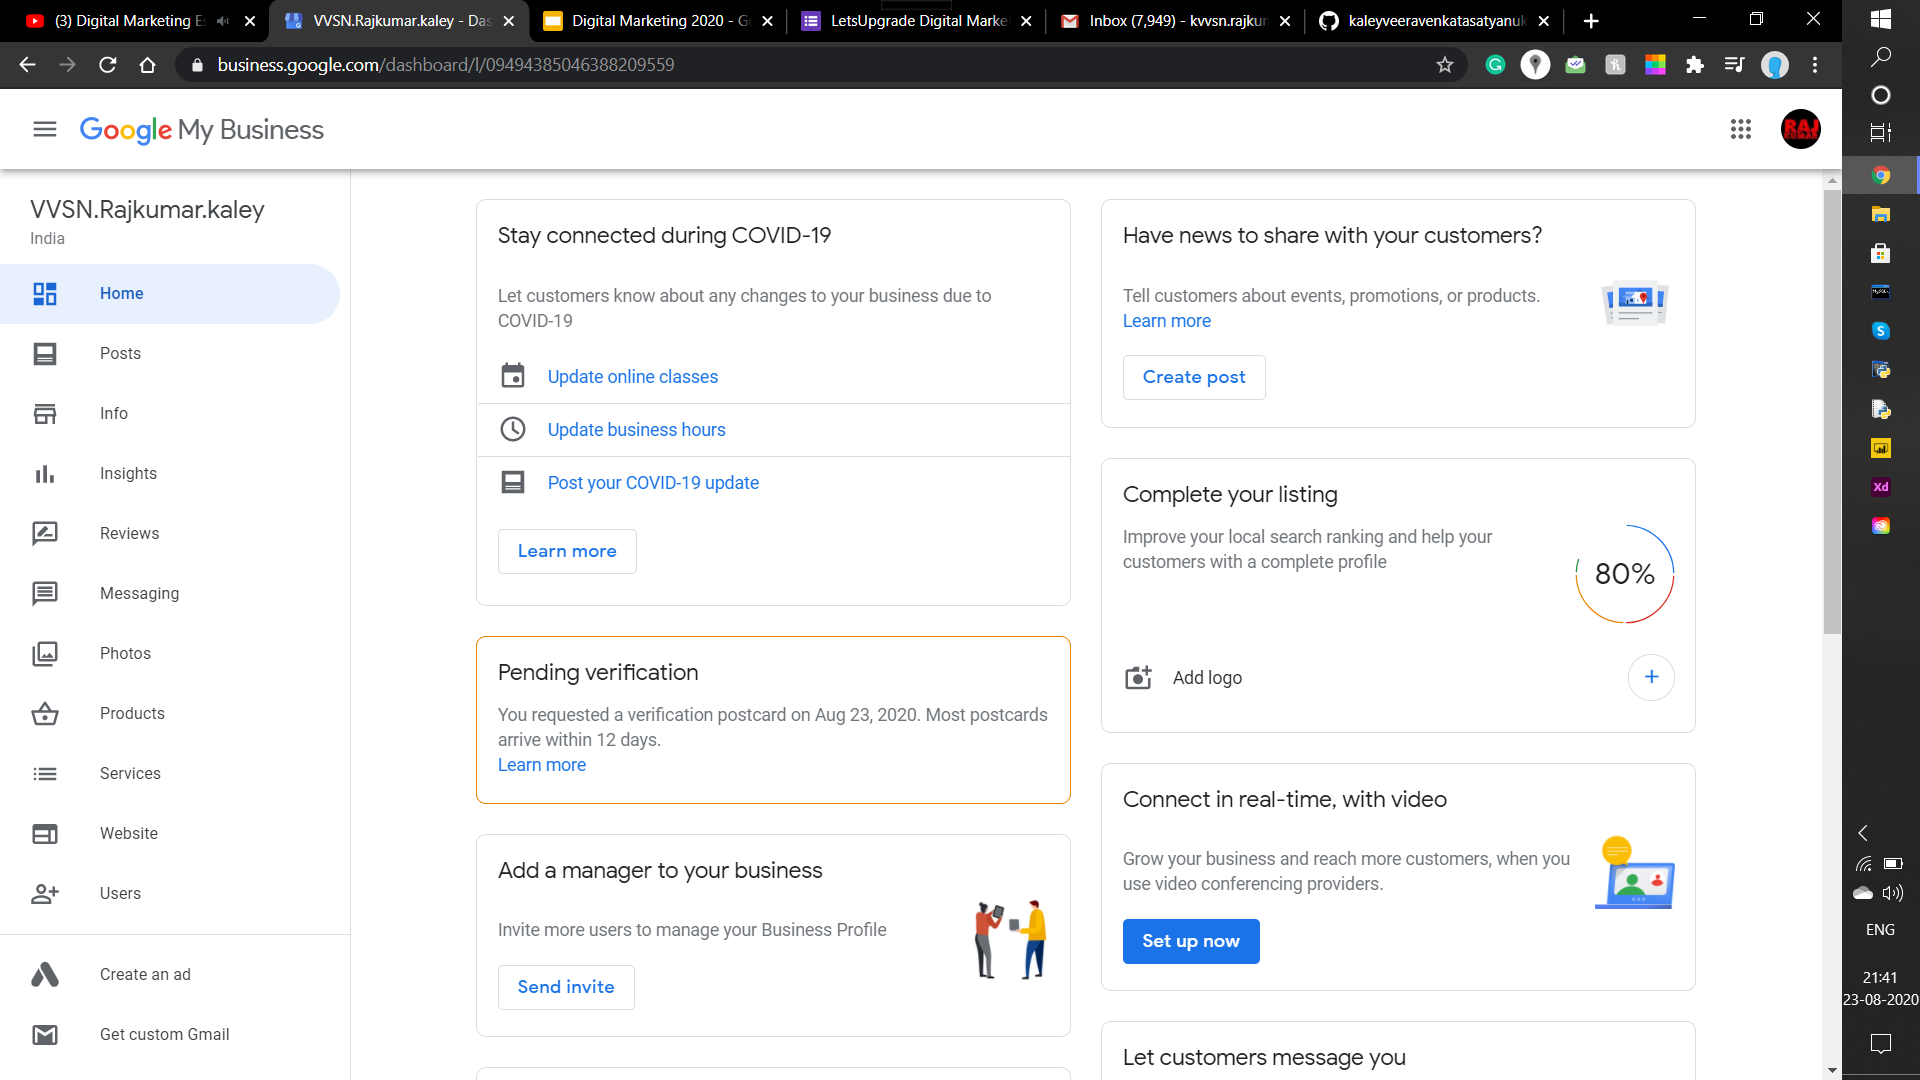 (3) Digital Marketing Es
VVSN.Rajkumar.kaley - Das
Digital Marketing 2020 - Go
LetsUpgrade Digital Marke
Inbox (7,949) - kvvsn.rajkum
kaleyveeravenkatasatyanuk
business.google.com/dashboard/l/09494385046388209559
Google My Business
RAJ
KUMAR
VVSN.Rajkumar.kaley
India
Home
Posts
Info
Insights
Reviews
Messaging
Photos
Products
Services
Website
Users
Create an ad
Get custom Gmail
Stay connected during COVID-19
Let customers know about any changes to your business due to
COVID-19
Update online classes
Update business hours
Post your COVID-19 update
Learn more
Pending verification
You requested a verification postcard on Aug 23, 2020. Most postcards
arrive within 12 days.
Learn more
Add a manager to your business
Invite more users to manage your Business Profile
Send invite
Have news to share with your customers?
Tell customers about events, promotions, or products.
Learn more
Create post
Complete your listing
Improve your local search ranking and help your
customers with a complete profile
80%
Add logo
Connect in real-time, with video
Grow your business and reach more customers, when you
use video conferencing providers.
Set up now
Let customers message you
Xd
ENG
21:41
23-08-2020